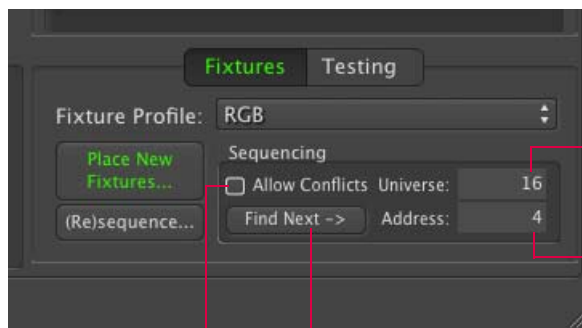 Fixtures Testing
Fixture Profile: RGB
Place New
Fixtures...
Sequencing
Allow Conflicts Universe: 16
(Re)sequence... Find Next -> Address: 4